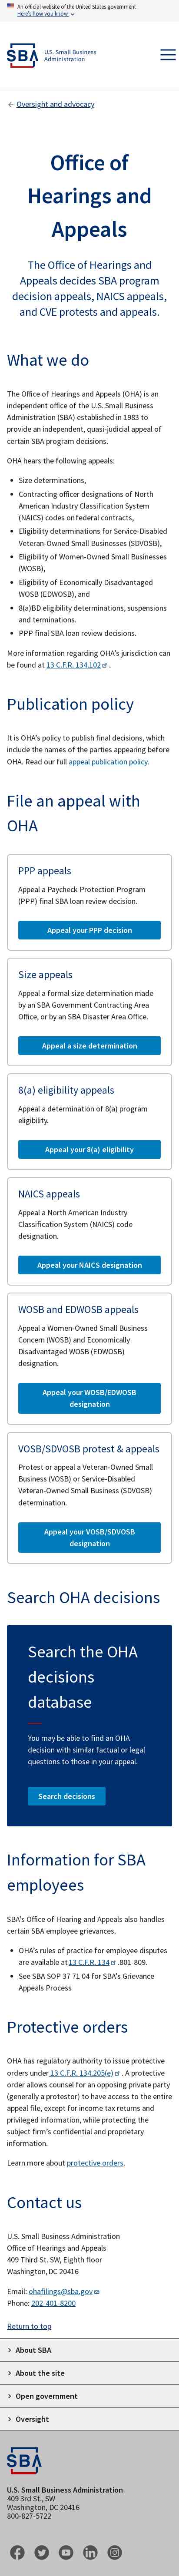 An official website of the United States government
Here's how you know
SBA
U.S. Small Business
Administration
Oversight and advocacy
Office of
Hearings and
Appeals
The Office of Hearings and
Appeals decides SBA program
decision appeals, NAICS appeals,
and CVE protests and appeals.
What we do
The Office of Hearings and Appeals (OHA) is an
independent office of the U.S. Small Business
Administration (SBA) established in 1983 to
provide an independent, quasi-judicial appeal of
certain SBA program decisions.
OHA hears the following appeals:
• Size determinations,
• Contracting officer designations of North
American Industry Classification System
(NAICS) codes on federal contracts,
• Eligibility determinations for Service-Disabled
Veteran-Owned Small Businesses (SDVOSB),
• Eligibility of Women-Owned Small Businesses
(WOSB),
• Eligibility of Economically Disadvantaged
WOSB (EDWOSB), and
• 8(a)BD eligibility determinations, suspensions
and terminations.
• PPP final SBA loan review decisions.
More information regarding OHA's jurisdiction can
be found at 13 C.F.R. 134.102 .
Publication policy
It is OHA's policy to publish final decisions, which
include the names of the parties appearing before
OHA. Read our full appeal publication policy.
File an appeal with
OHA
PPP appeals
Appeal a Paycheck Protection Program
(PPP) final SBA loan review decision.
Appeal your PPP decision
Size appeals
Appeal a formal size determination made
by an SBA Government Contracting Area
Office, or by an SBA Disaster Area Office.
Appeal a size determination
8(a) eligibility appeals
Appeal a determination of 8(a) program
eligibility.
Appeal your 8(a) eligibility
NAICS appeals
Appeal a North American Industry
Classification System (NAICS) code
designation.
Appeal your NAICS designation
WOSB and EDWOSB appeals
Appeal a Women-Owned Small Business
Concern (WOSB) and Economically
Disadvantaged WOSB (EDWOSB)
designation.
Appeal your WOSB/EDWOSB
designation
VOSB/SDVOSB protest & appeals
Protest or appeal a Veteran-Owned Small
Business (VOSB) or Service-Disabled
Veteran-Owned Small Business (SDVOSB)
determination.
Appeal your VOSB/SDVOSB
designation
Search OHA decisions
Search the OHA
decisions
database
You may be able to find an OHA
decision with similar factual or legal
questions to those in your appeal.
Search decisions
Information for SBA
employees
SBA's Office of Hearing and Appeals also handles
certain SBA employee grievances.
• OHA's rules of practice for employee disputes
are available at 13 C.F.R. 134 .801-809.
• See SBA SOP 37 71 04 for SBA's Grievance
Appeals Process
Protective orders
OHA has regulatory authority to issue protective
orders under 13 C.F.R. 134.205(e) . A protective
order allows counsel for an outside private party
(generally a protestor) to have access to the whole
appeal file, except for income tax returns and
privileged information, while protecting the
subject firm's confidential and proprietary
information.
Learn more about protective orders.
Contact us
U.S. Small Business Administration
Office of Hearings and Appeals
409 Third St. SW, Eighth floor
Washington, DC 20416
Email: ohafilings@sba.gov
Phone: 202-401-8200
Return to top
About SBA
About the site
Open government
Oversight
SBA
U.S. Small Business Administration
409 3rd St., SW
Washington, DC 20416
800-827-5722